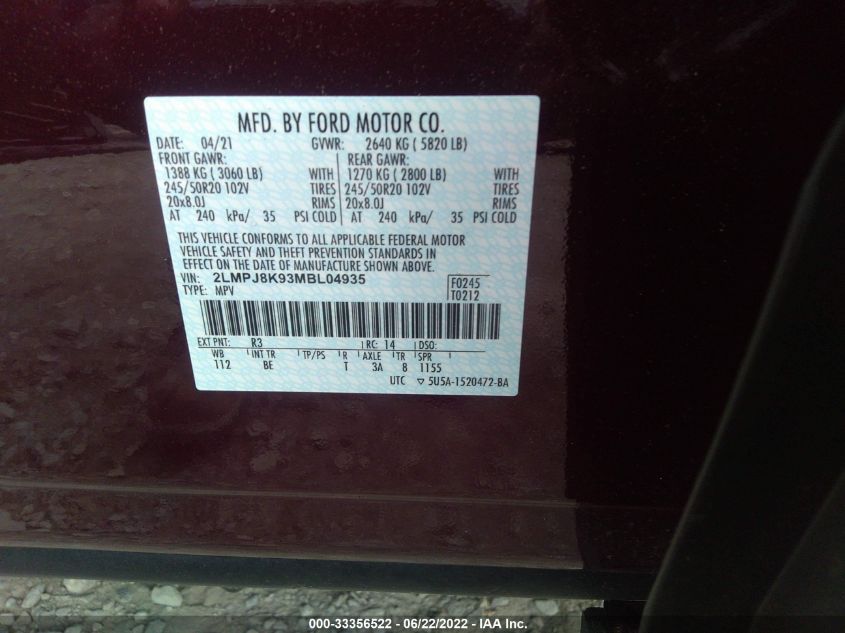 MFD. BY FORD MOTOR CO.
DATE: 04/21 GVWR: 2640 KG ( 5820 LB)
FRONT GAWR: REAR GAWR:
1388 KG ( 3060 LB) WITH 1270 KG ( 2800 LB) WITH
245/50R20 102V TIRES 245/50R20 102V TIRES
20x8.0J RIMS 20x8.0J RIMS
AT 240 kPa/ 35 PSI COLD AT 240 kPa/ 35 PSI COLD
THIS VEHICLE CONFORMS TO ALL APPLICABLE FEDERAL MOTOR
VEHICLE SAFETY AND THEFT PREVENTION STANDARDS IN
EFFECT ON THE DATE OF MANUFACTURE SHOWN ABOVE.
VIN: 2LMPJ8K93MBL04935 F0245
TYPE: MPV T0212
EXT PNT: R3 RC: 14 DSO:
WB INT TR TP/PS R AXLE TR SPR
112 BE T 3A 8 1155
UTC ▽ 5U5A-1520472-BA
000-33356522 - 06/22/2022 - IAA Inc.